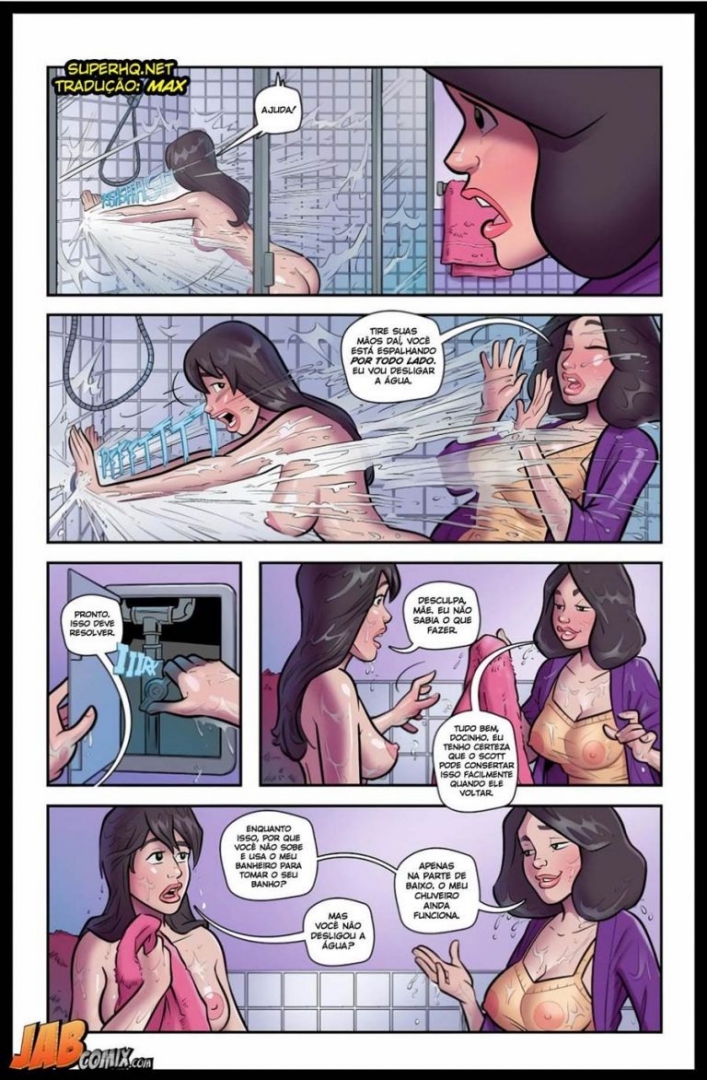 SUPERHQ.NET
TRADUÇÃO: MAX
AJUDA!
TIRE SUAS
MÃOS DAÍ, VOCÊ
ESTÁ ESPALHANDO
POR TODO LADO.
EU VOU DESLIGAR
A ÁGUA.
PRONTO.
ISSO DEVE
RESOLVER.
DESCULPA,
MÃE. EU NÃO
SABIA O QUE
FAZER.
TUDO BEM,
DOCINHO. EU
TENHO CERTEZA
QUE O SCOTT
PODE CONSERTAR
ISSO FACILMENTE
QUANDO ELE
VOLTAR.
ENQUANTO
ISSO, POR QUE
VOCÊ NÃO SOBE
E USA O MEU
BANHEIRO PARA
TOMAR O SEU
BANHO?
MAS
VOCÊ NÃO
DESLIGOU A
ÁGUA?
APENAS
NA PARTE DE
BAIXO. O MEU
CHUVEIRO
AINDA
FUNCIONA.
JAB
COMIX.COM